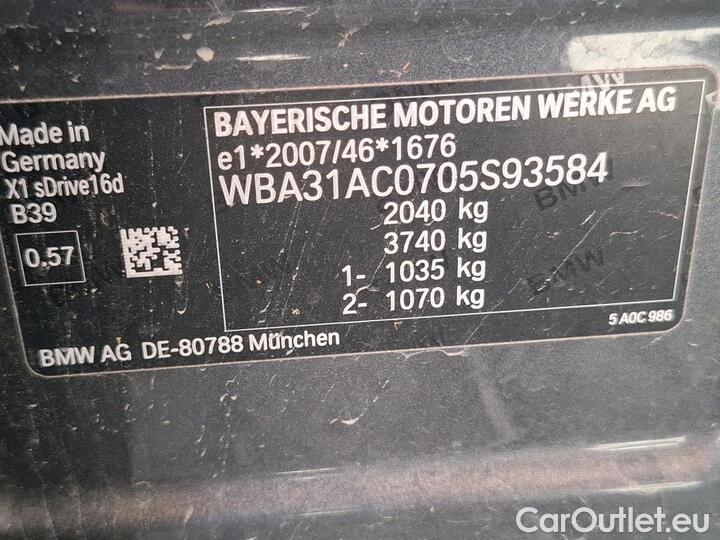 Made in
Germany
X1 sDrive16d
B39
0.57
BAYERISCHE MOTOREN WERKE AG
e1*2007/46*1676
WBA31AC0705S93584
2040 kg
3740 kg
1- 1035 kg
2- 1070 kg
5 A0C 986
BMW AG DE-80788 München
CarOutlet.eu